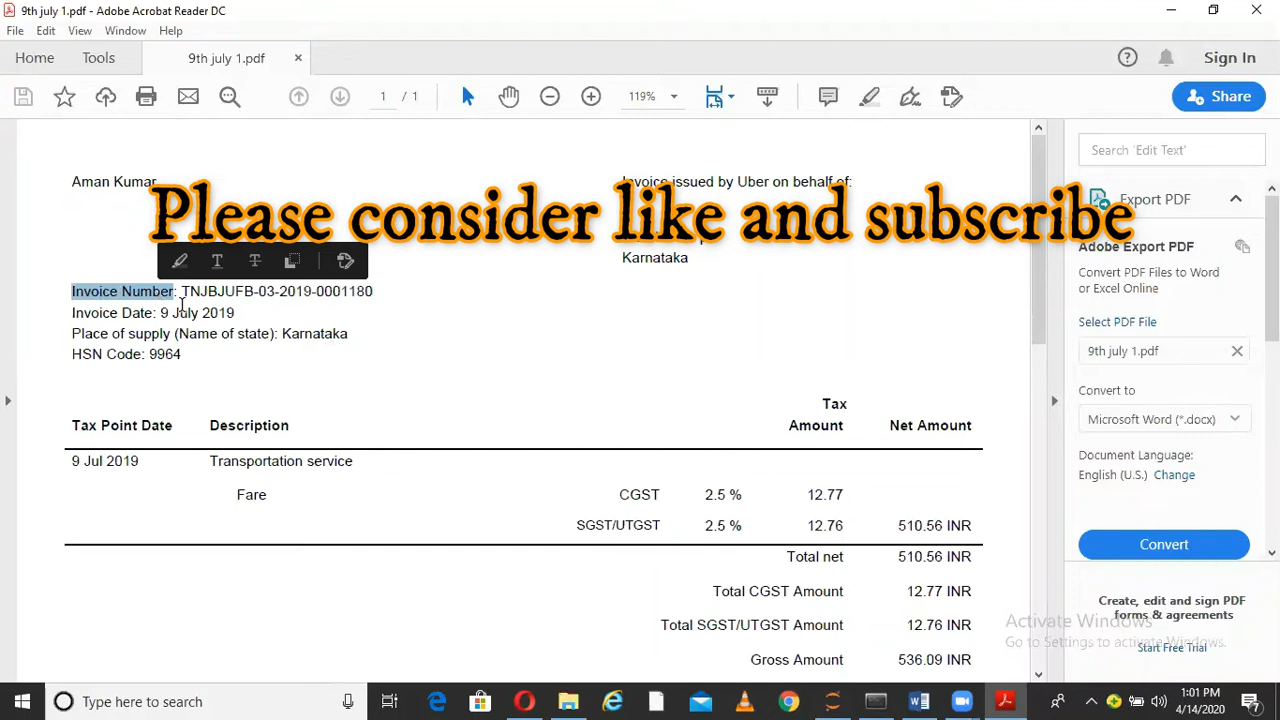 9th july 1.pdf - Adobe Acrobat Reader DC
File Edit View Window Help
Home Tools 9th july 1.pdf × Sign In
1 / 1 119% Share
Search 'Edit Text'
Aman Kumar Invoice issued by Uber on behalf of:
Please consider like and subscribe
Karnataka
Invoice Number: TNJBJUFB-03-2019-0001180
Invoice Date: 9 July 2019
Place of supply (Name of state): Karnataka
HSN Code: 9964
Tax Point Date Description Tax Amount Net Amount
9 Jul 2019 Transportation service
Fare CGST 2.5 % 12.77
SGST/UTGST 2.5 % 12.76 510.56 INR
Total net 510.56 INR
Total CGST Amount 12.77 INR
Total SGST/UTGST Amount 12.76 INR
Gross Amount 536.09 INR
Export PDF
Adobe Export PDF
Convert PDF Files to Word
or Excel Online
Select PDF File
9th july 1.pdf
Convert to
Microsoft Word (*.docx)
Document Language:
English (U.S.) Change
Convert
Create, edit and sign PDF
forms & agreements
Start Free Trial
Activate Windows
Go to Settings to activate Windows.
Type here to search
1:01 PM
4/14/2020
7